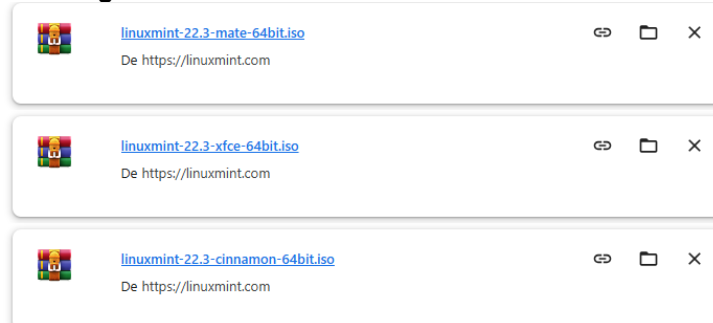 linuxmint-22.3-mate-64bit.iso
De https://linuxmint.com
linuxmint-22.3-xfce-64bit.iso
De https://linuxmint.com
linuxmint-22.3-cinnamon-64bit.iso
De https://linuxmint.com